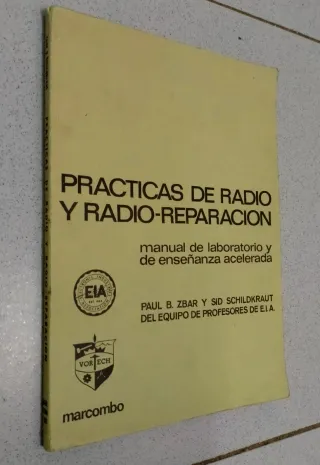 PRACTICAS DE RADIO
Y RADIO-REPARACION
manual de laboratorio y
de enseñanza acelerada
PAUL B. ZBAR Y SID SCHILDKRAUT
DEL EQUIPO DE PROFESORES DE E.I.A.
EIA
VORTECH
marcombo